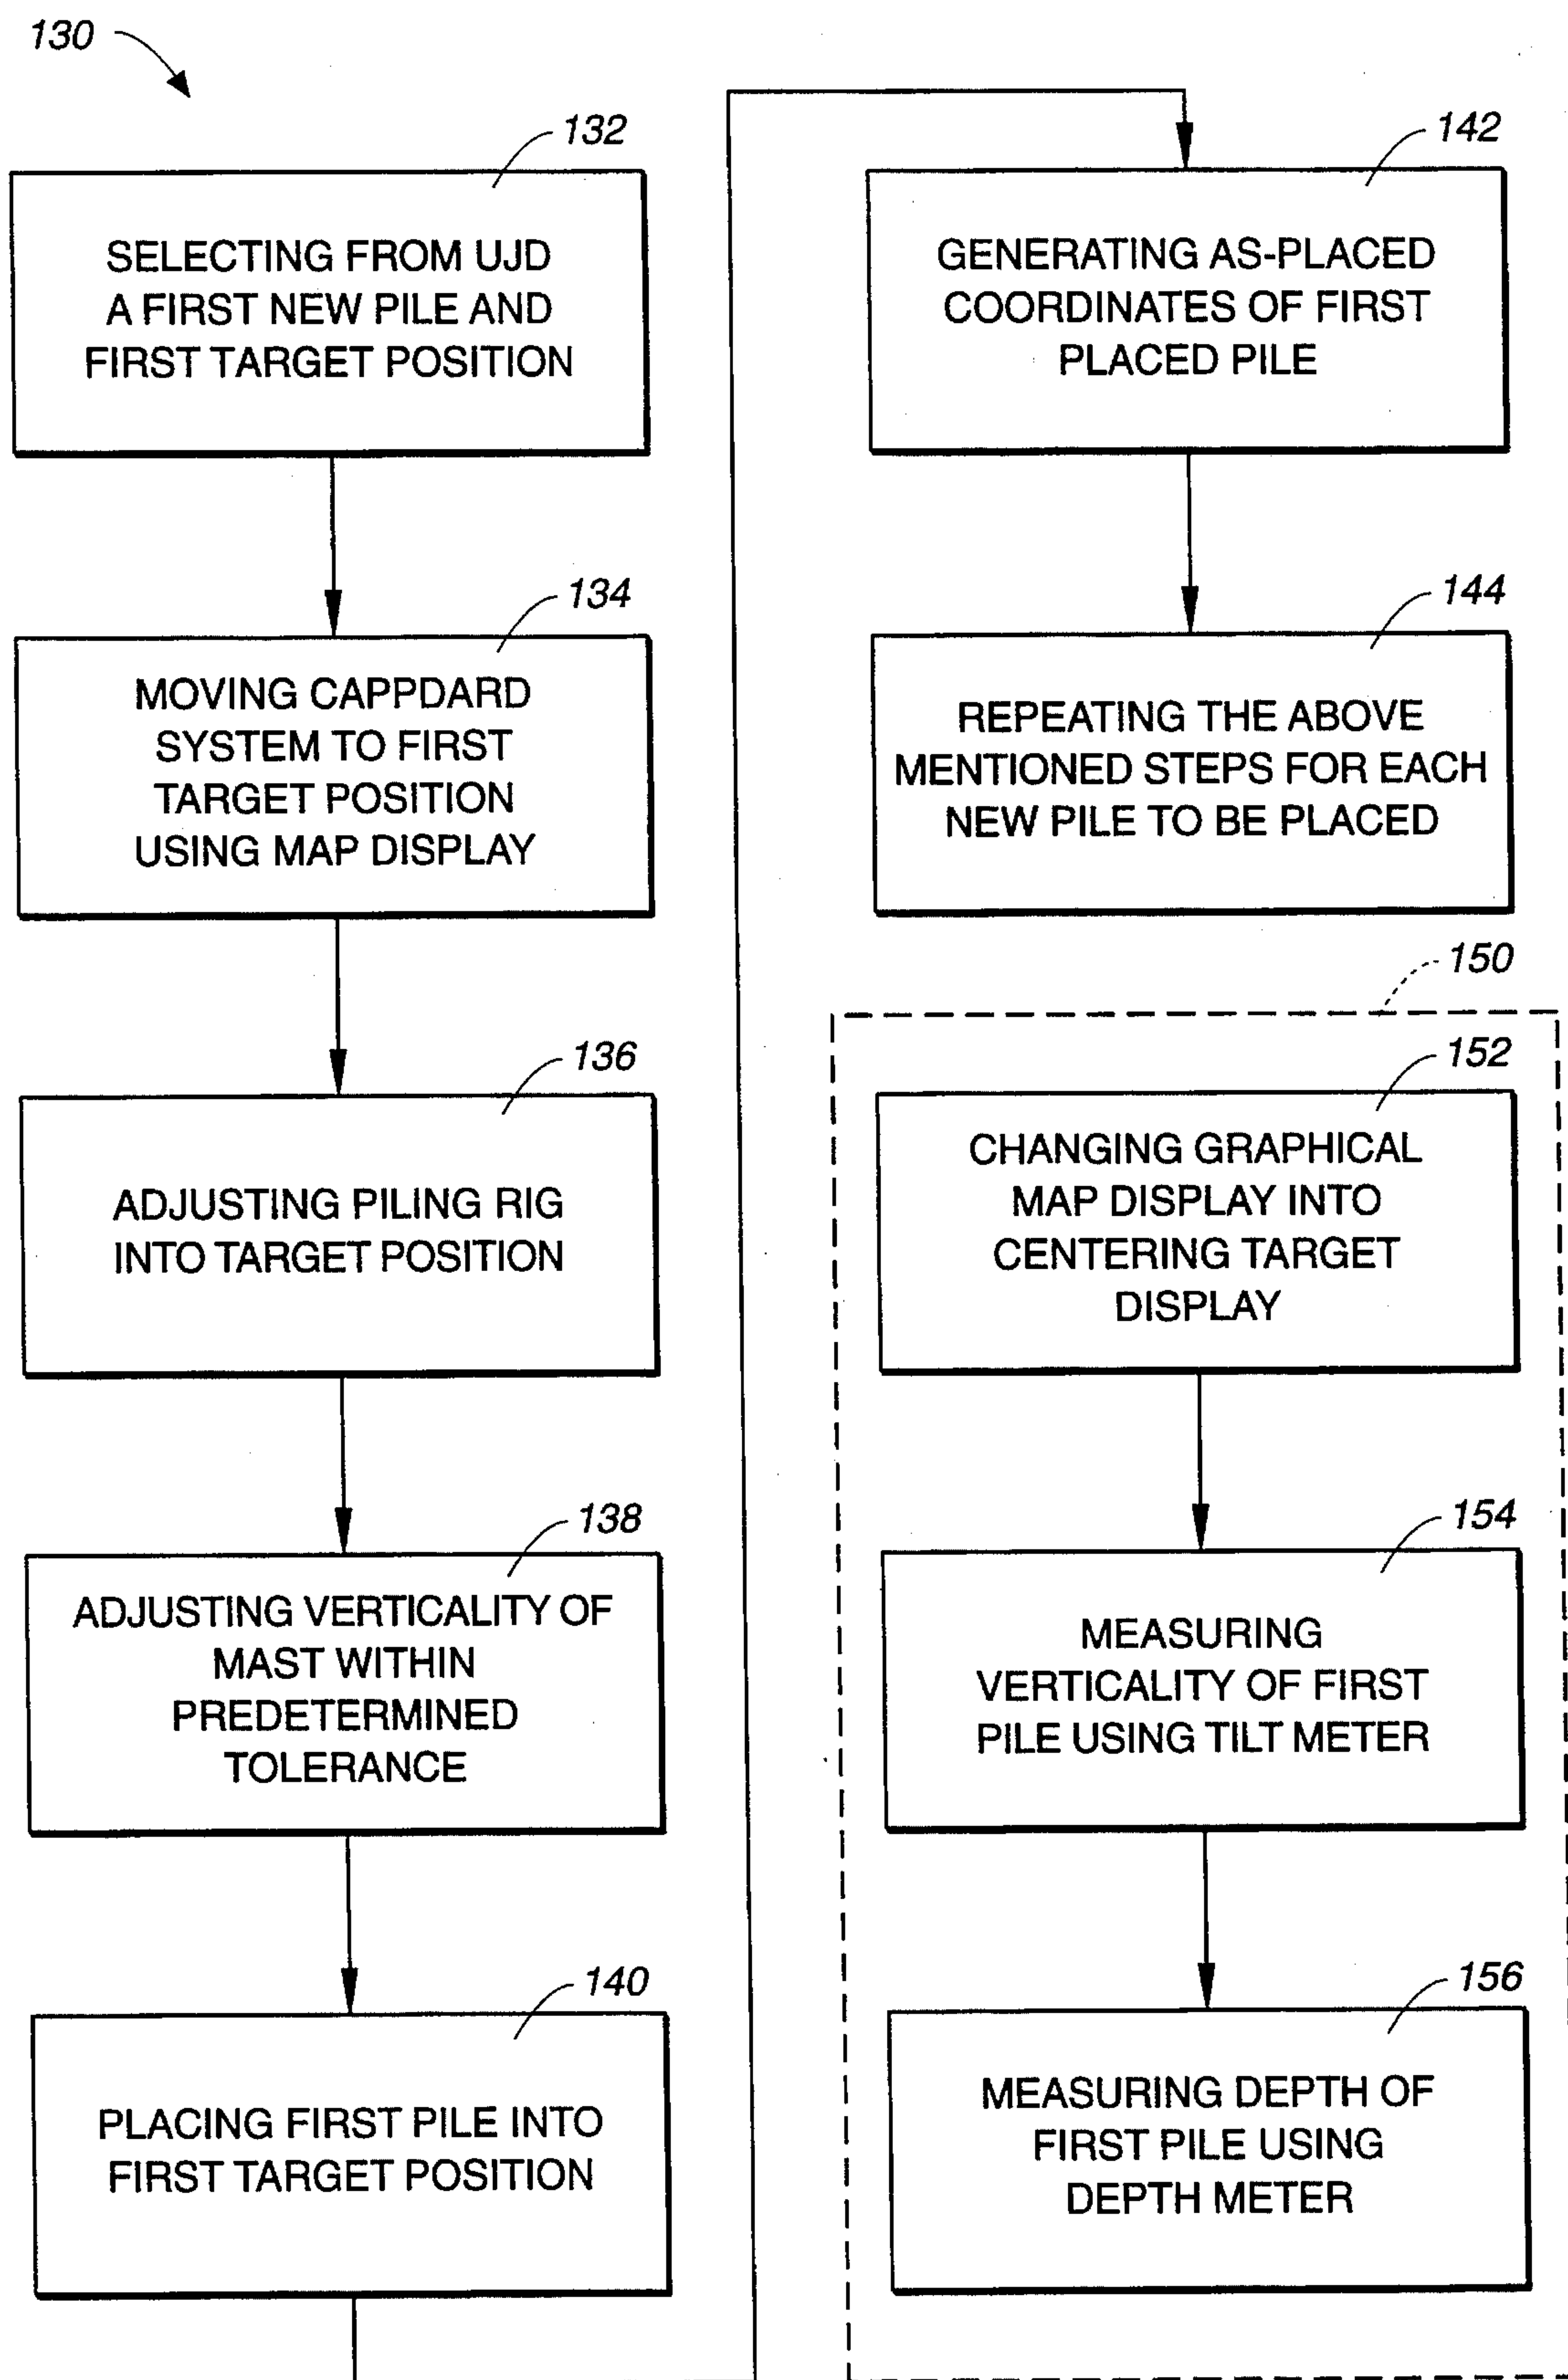 130
132
SELECTING FROM UJD
A FIRST NEW PILE AND
FIRST TARGET POSITION
134
MOVING CAPPDARD
SYSTEM TO FIRST
TARGET POSITION
USING MAP DISPLAY
136
ADJUSTING PILING RIG
INTO TARGET POSITION
138
ADJUSTING VERTICALITY OF
MAST WITHIN
PREDETERMINED
TOLERANCE
140
PLACING FIRST PILE INTO
FIRST TARGET POSITION
142
GENERATING AS-PLACED
COORDINATES OF FIRST
PLACED PILE
144
REPEATING THE ABOVE
MENTIONED STEPS FOR EACH
NEW PILE TO BE PLACED
150
152
CHANGING GRAPHICAL
MAP DISPLAY INTO
CENTERING TARGET
DISPLAY
154
MEASURING
VERTICALITY OF FIRST
PILE USING TILT METER
156
MEASURING DEPTH OF
FIRST PILE USING
DEPTH METER